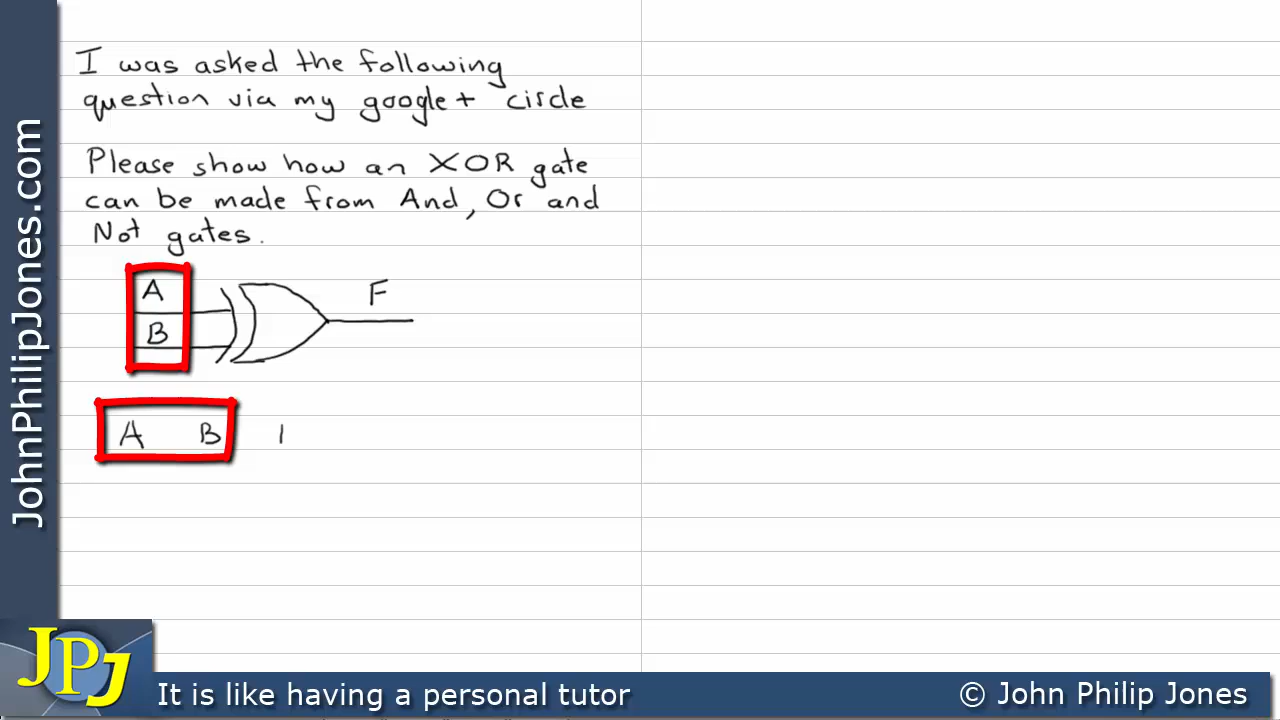 I was asked the following
question via my google+ circle
Please show how an XOR gate
can be made from And, Or and
Not gates.
A
F
B
A B
JohnPhilipJones.com
JPJ
It is like having a personal tutor
© John Philip Jones